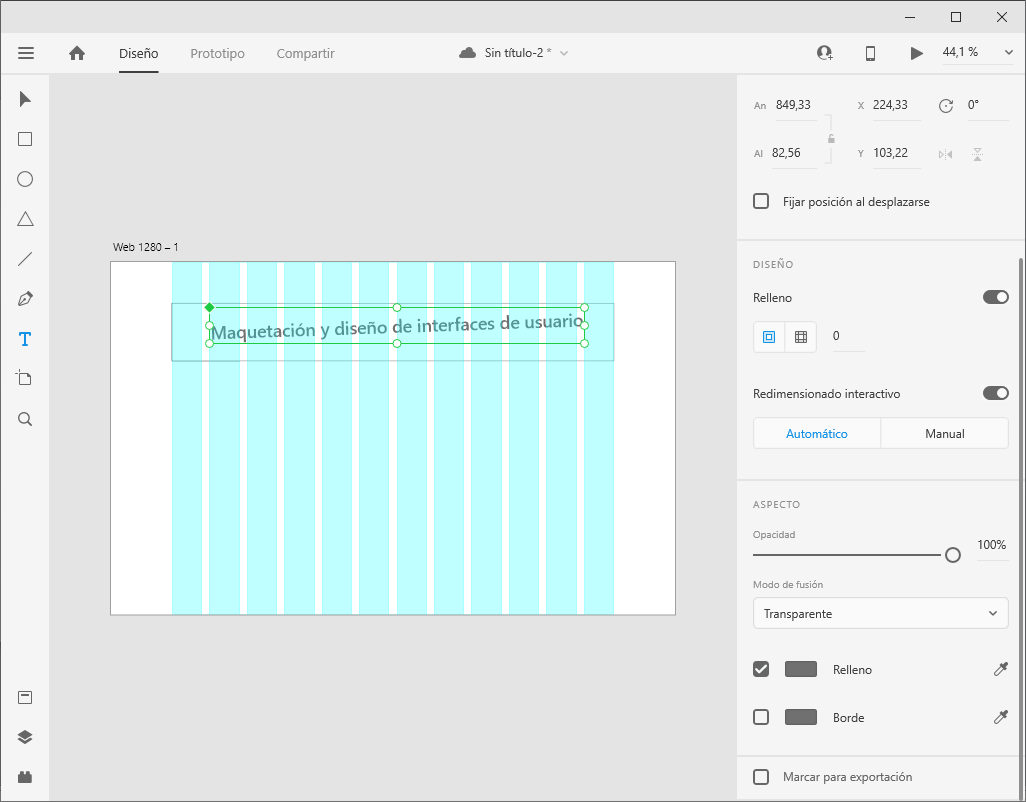 Diseño Prototipo Compartir Sin título-2 * 44,1 %
An 849,33 X 224,33 0°
Al 82,56 Y 103,22
Fijar posición al desplazarse
Web 1280 – 1
Maquetación y diseño de interfaces de usuario
DISEÑO
Relleno
0
Redimensionado interactivo
Automático Manual
ASPECTO
Opacidad
100%
Modo de fusión
Transparente
Relleno
Borde
Marcar para exportación
T